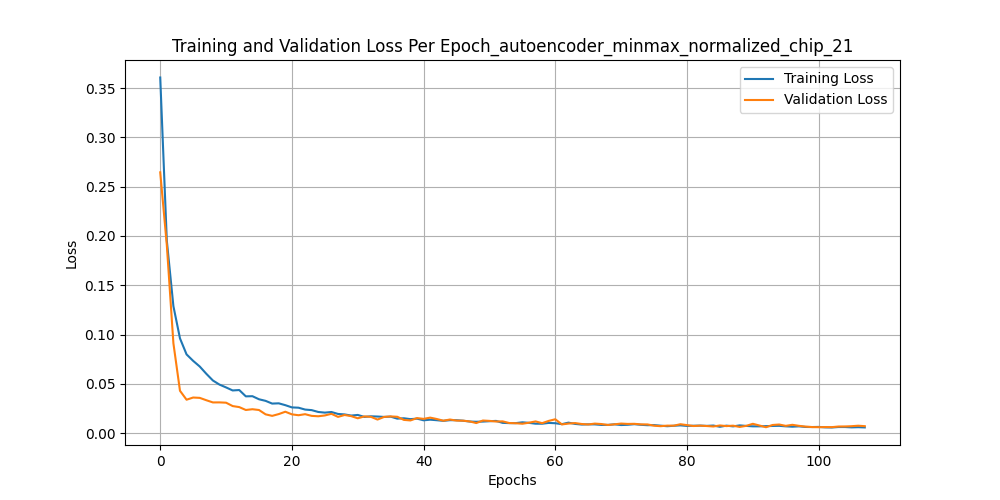 Training and Validation Loss Per Epoch_autoencoder_minmax_normalized_chip_21
Training Loss
Validation Loss
0.35
0.30
0.25
0.20
0.15
0.10
0.05
0.00
Loss
0 20 40 60 80 100
Epochs